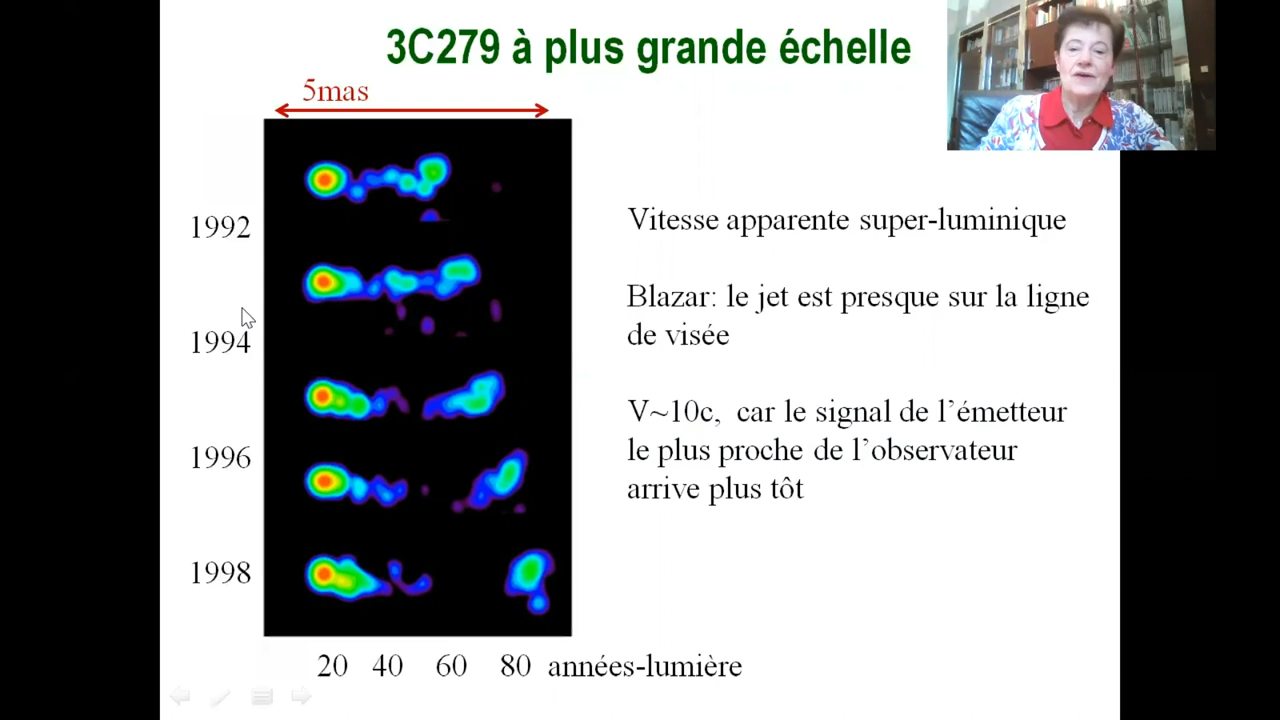 3C279 à plus grande échelle
5mas
1992
1994
1996
1998
Vitesse apparente super-luminique
Blazar: le jet est presque sur la ligne
de visée
V~10c, car le signal de l’émetteur
le plus proche de l’observateur
arrive plus tôt
20 40 60 80 années-lumière